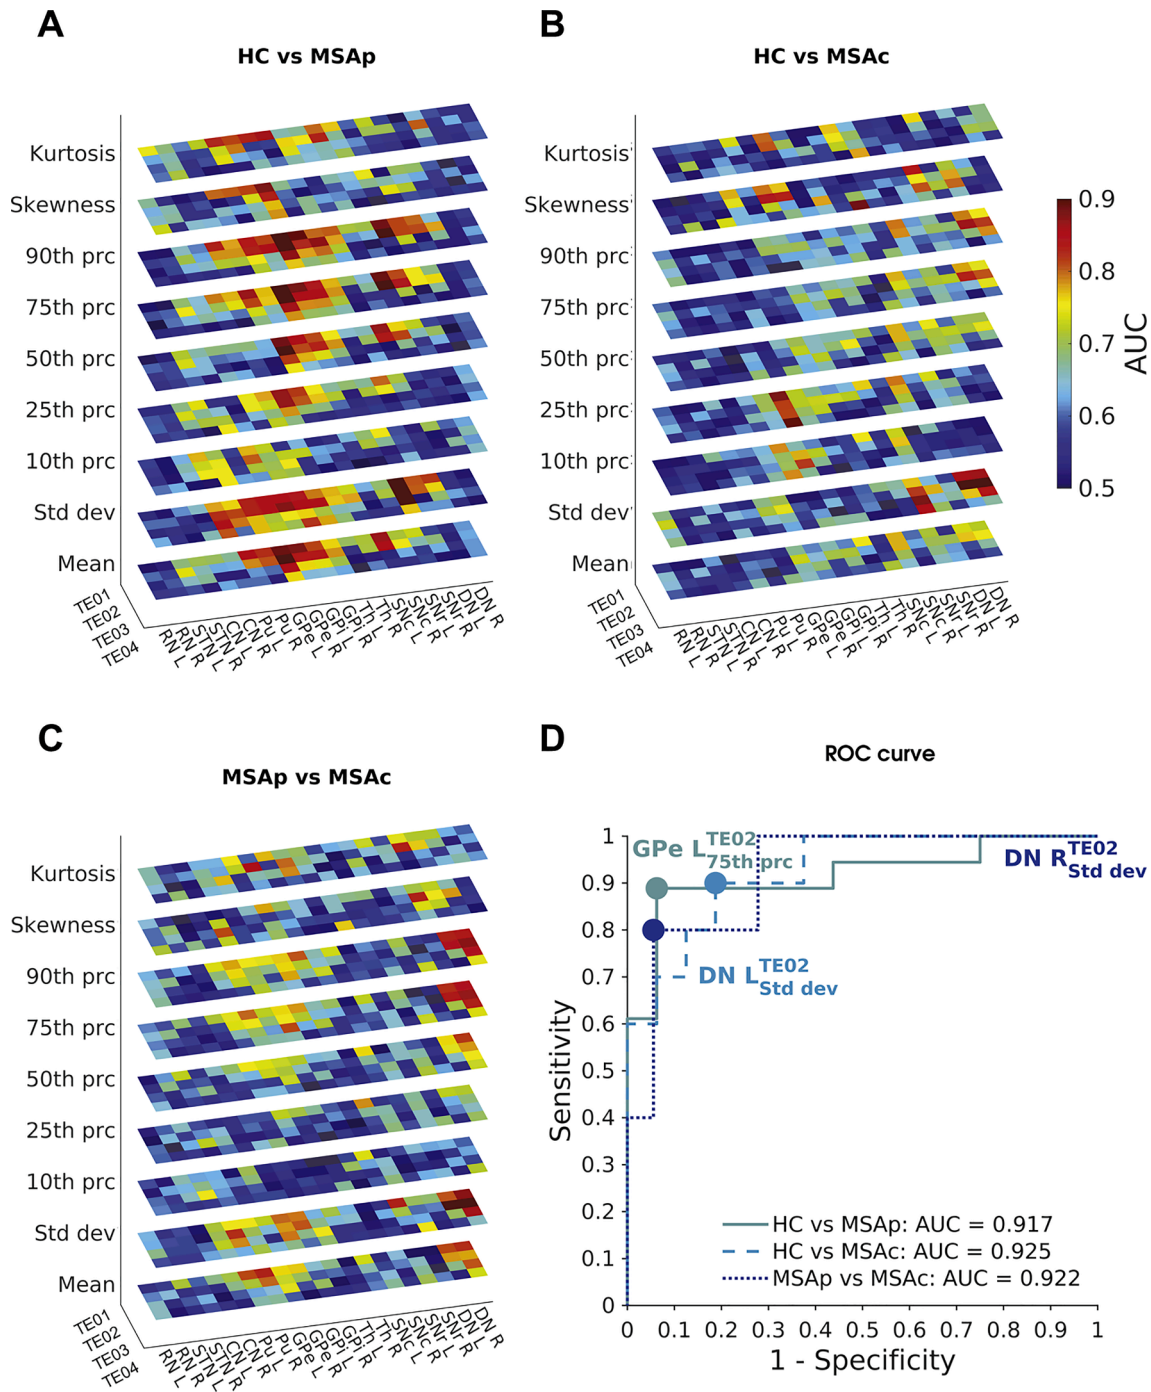 A
HC vs MSAp
Kurtosis
Skewness
90th prc
75th prc
50th prc
25th prc
10th prc
Std dev
Mean
TE01
TE02
TE03
TE04
RN L
RN R
STN L
STN R
CN L
CN R
Pu L
Pu R
GPe L
GPe R
GPi L
GPi R
Th L
Th R
SNc L
SNc R
SNr L
SNr R
DN L
DN R
B
HC vs MSAc
Kurtosis
Skewness
90th prc
75th prc
50th prc
25th prc
10th prc
Std dev
Mean
TE01
TE02
TE03
TE04
RN L
RN R
STN L
STN R
CN L
CN R
Pu L
Pu R
GPe L
GPe R
GPi L
GPi R
Th L
Th R
SNc L
SNc R
SNr L
SNr R
DN L
DN R
0.9
0.8
0.7
0.6
0.5
AUC
C
MSAp vs MSAc
Kurtosis
Skewness
90th prc
75th prc
50th prc
25th prc
10th prc
Std dev
Mean
TE01
TE02
TE03
TE04
RN L
RN R
STN L
STN R
CN L
CN R
Pu L
Pu R
GPe L
GPe R
GPi L
GPi R
Th L
Th R
SNc L
SNc R
SNr L
SNr R
DN L
DN R
D
ROC curve
GPe L TE02 75th prc
DN R TE02 Std dev
DN L TE02 Std dev
1
0.9
0.8
0.7
0.6
0.5
0.4
0.3
0.2
0.1
0
Sensitivity
HC vs MSAp: AUC = 0.917
HC vs MSAc: AUC = 0.925
MSAp vs MSAc: AUC = 0.922
0 0.1 0.2 0.3 0.4 0.5 0.6 0.7 0.8 0.9 1
1 - Specificity